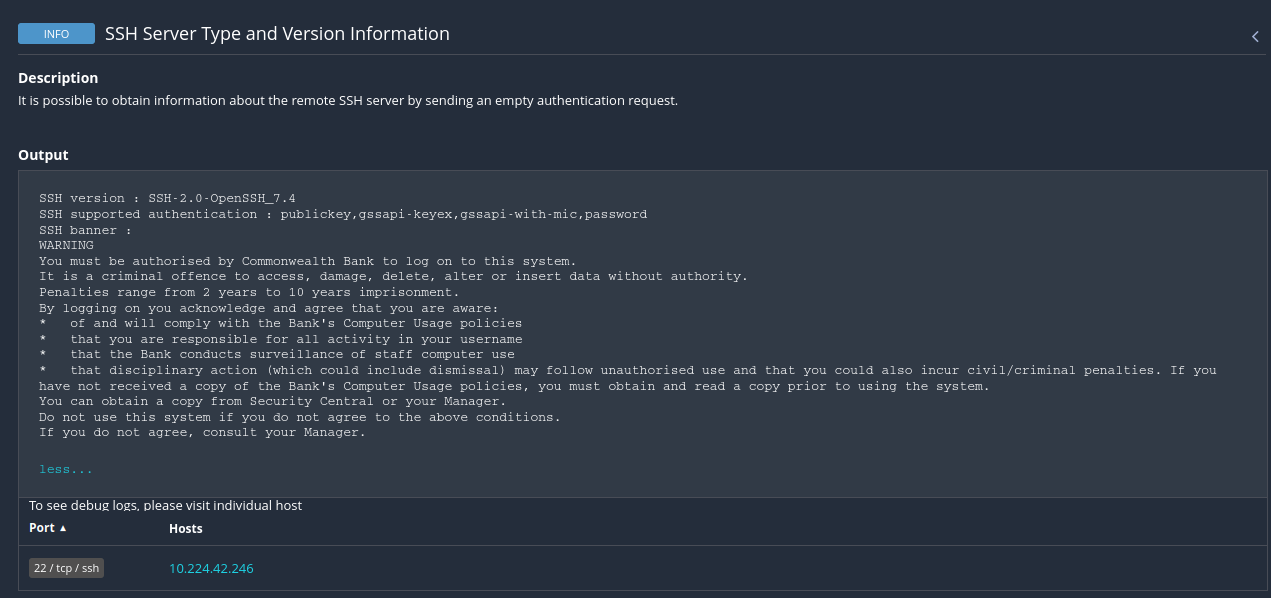 INFO SSH Server Type and Version Information
Description
It is possible to obtain information about the remote SSH server by sending an empty authentication request.
Output
SSH version : SSH-2.0-OpenSSH_7.4
SSH supported authentication : publickey,gssapi-keyex,gssapi-with-mic,password
SSH banner :
WARNING
You must be authorised by Commonwealth Bank to log on to this system.
It is a criminal offence to access, damage, delete, alter or insert data without authority.
Penalties range from 2 years to 10 years imprisonment.
By logging on you acknowledge and agree that you are aware:
*   of and will comply with the Bank's Computer Usage policies
*   that you are responsible for all activity in your username
*   that the Bank conducts surveillance of staff computer use
*   that disciplinary action (which could include dismissal) may follow unauthorised use and that you could also incur civil/criminal penalties. If you
have not received a copy of the Bank's Computer Usage policies, you must obtain and read a copy prior to using the system.
You can obtain a copy from Security Central or your Manager.
Do not use this system if you do not agree to the above conditions.
If you do not agree, consult your Manager.
less...
To see debug logs, please visit individual host
Port ▲ Hosts
22 / tcp / ssh 10.224.42.246